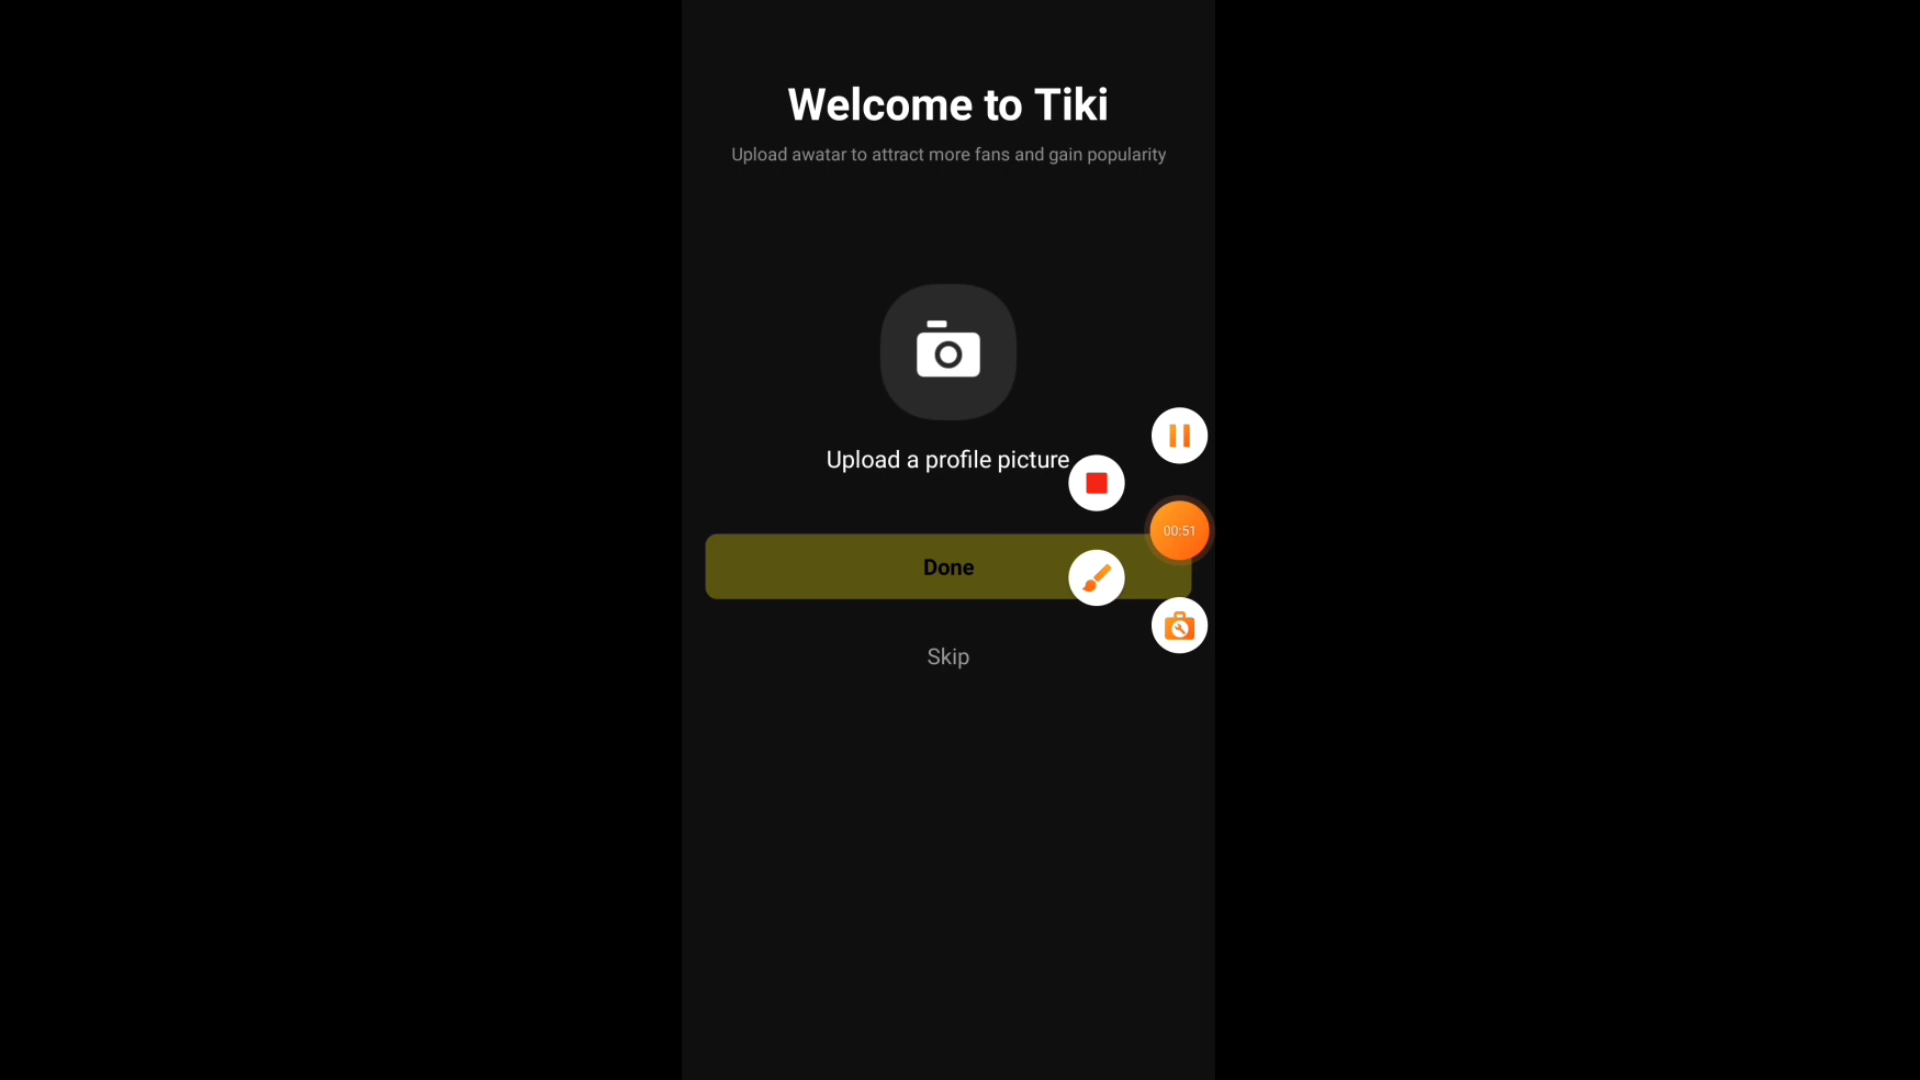 Welcome to Tiki
Upload awatar to attract more fans and gain popularity
Upload a profile picture
00:51
Done
Skip